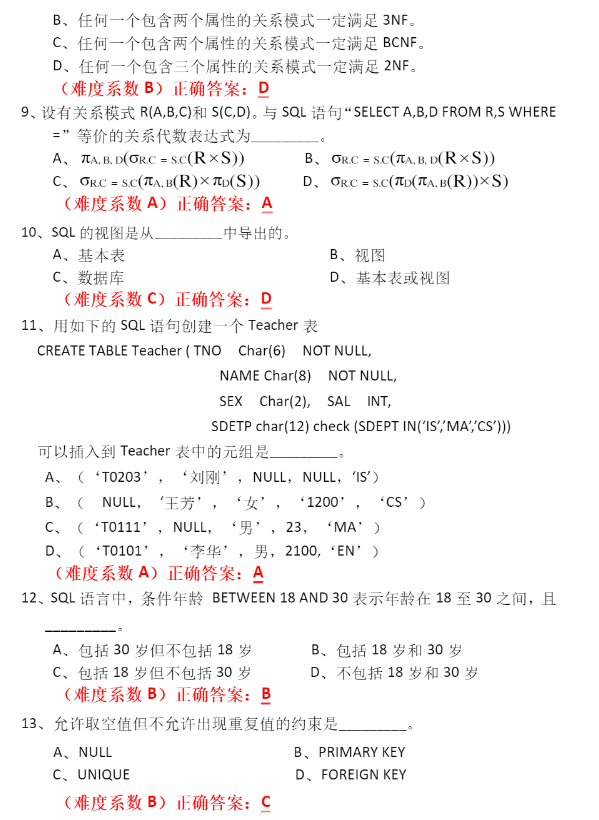 B、任何一个包含两个属性的关系模式一定满足 3NF。
C、任何一个包含两个属性的关系模式一定满足 BCNF。
D、任何一个包含三个属性的关系模式一定满足 2NF。
（难度系数 B）正确答案：D
9、设有关系模式 R(A,B,C)和 S(C,D)。与 SQL 语句“SELECT A,B,D FROM R,S WHERE
=”等价的关系代数表达式为_________。
A、 πA, B, D(σR.C = S.C(R×S)) B、 σR.C = S.C(πA, B, D(R×S))
C、 σR.C = S.C(πA, B(R)×πD(S)) D、 σR.C = S.C(πD(πA, B(R))×S)
（难度系数 A）正确答案：A
10、SQL 的视图是从_________中导出的。
A、基本表 B、视图
C、数据库 D、基本表或视图
（难度系数 C）正确答案：D
11、用如下的 SQL 语句创建一个 Teacher 表
CREATE TABLE Teacher ( TNO Char(6) NOT NULL,
NAME Char(8) NOT NULL,
SEX Char(2), SAL INT,
SDETP char(12) check (SDEPT IN(‘IS’,’MA’,’CS’)))
可以插入到 Teacher 表中的元组是_________。
A、（ ‘T0203’， ‘刘刚’，NULL，NULL，‘IS’）
B、（ NULL， ‘王芳’， ‘女’， ‘1200’， ‘CS’）
C、（ ‘T0111’，NULL， ‘男’，23， ‘MA’）
D、（ ‘T0101’， ‘李华’，男，2100, ‘EN’）
（难度系数 A）正确答案：A
12、SQL 语言中，条件年龄 BETWEEN 18 AND 30 表示年龄在 18 至 30 之间，且
_________。
A、包括 30 岁但不包括 18 岁 B、包括 18 岁和 30 岁
C、包括 18 岁但不包括 30 岁 D、不包括 18 岁和 30 岁
（难度系数 B）正确答案：B
13、允许取空值但不允许出现重复值的约束是_________。
A、NULL B、PRIMARY KEY
C、UNIQUE D、FOREIGN KEY
（难度系数 B）正确答案：C